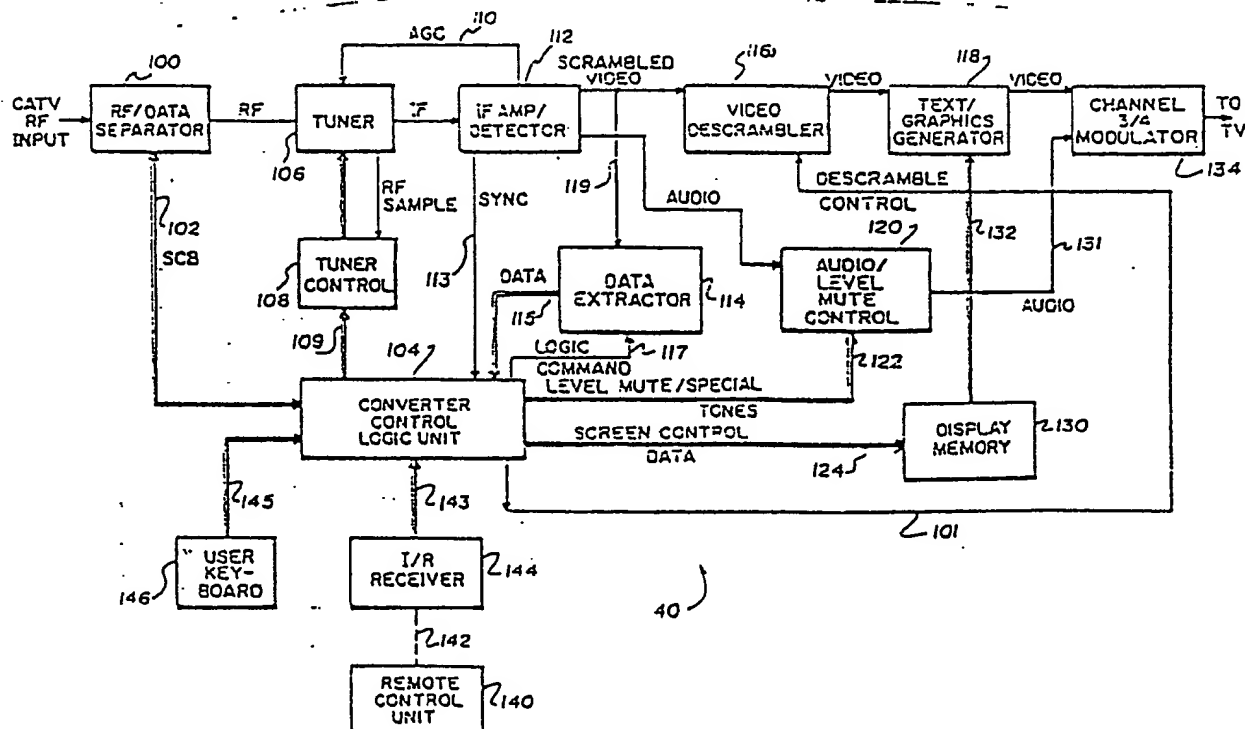 110
AGC
112
100
SCRAMBLED
VIDEO
116
VIDEO
118
VIDEO
CATV
RF
INPUT
RF/DATA
SEPARATOR
RF
TUNER
IF
IF AMP/
DETECTOR
VIDEO
DESCRAMBLER
TEXT/
GRAPHICS
GENERATOR
CHANNEL
3/4
MODULATOR
TO
TV
106
119
134
RF
SAMPLE
SYNC
AUDIO
DESCRAMBLE
CONTROL
102
SCB
132
108
TUNER
CONTROL
113
DATA
115
DATA
EXTRACTOR
114
120
AUDIO/
LEVEL
MUTE
CONTROL
131
AUDIO
109
104
LOGIC
COMMAND
117
122
LEVEL MUTE/SPECIAL
TONES
CONVERTER
CONTROL
LOGIC UNIT
SCREEN CONTROL
DATA
124
DISPLAY
MEMORY
130
145
143
101
146
USER
KEY-
BOARD
I/R
RECEIVER
144
40
142
REMOTE
CONTROL
UNIT
140